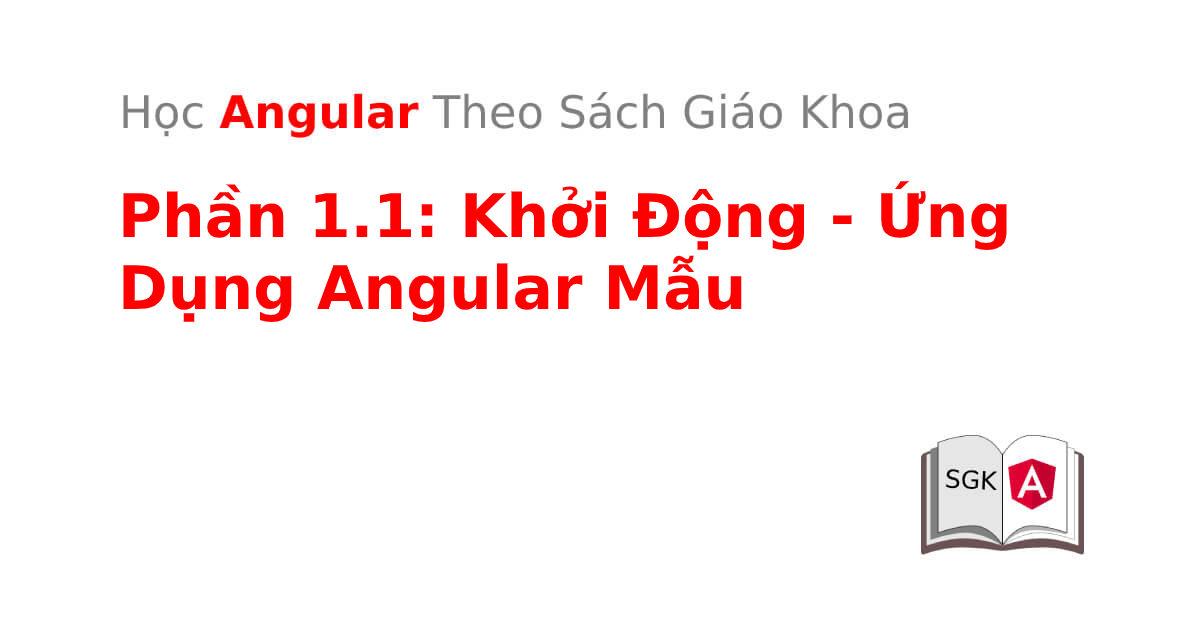 Học Angular Theo Sách Giáo Khoa
Phần 1.1: Khởi Động - Ứng
Dụng Angular Mẫu
SGK A